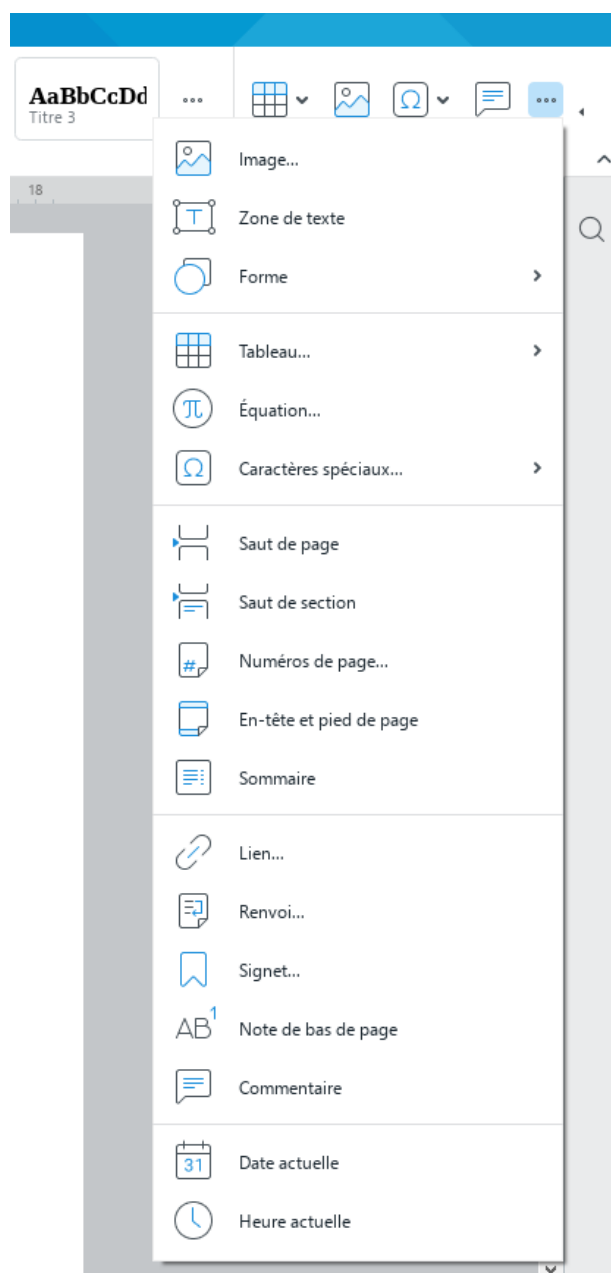 AaBbCcDd
Titre 3
18
Image...
Zone de texte
Forme
Tableau...
Équation...
Caractères spéciaux...
Saut de page
Saut de section
Numéros de page...
En-tête et pied de page
Sommaire
Lien...
Renvoi...
Signet...
AB1 Note de bas de page
Commentaire
31 Date actuelle
Heure actuelle